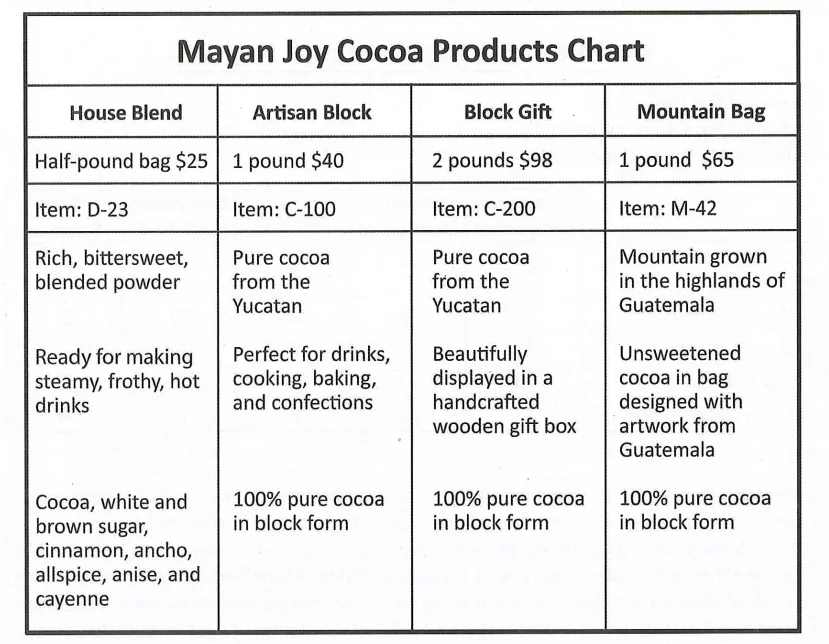 Mayan Joy Cocoa Products Chart
House Blend
Artisan Block
Block Gift
Mountain Bag
Half-pound bag $25
1 pound $40
2 pounds $98
1 pound $65
Item: D-23
Item: C-100
Item: C-200
Item: M-42
Rich, bittersweet,
blended powder
Pure cocoa
from the
Yucatan
Pure cocoa
from the
Yucatan
Mountain grown
in the highlands of
Guatemala
Ready for making
steamy, frothy, hot
drinks
Perfect for drinks,
cooking, baking,
and confections
Beautifully
displayed in a
handcrafted
wooden gift box
Unsweetened
cocoa in bag
designed with
artwork from
Guatemala
Cocoa, white and
brown sugar,
cinnamon, ancho,
allspice, anise, and
cayenne
100% pure cocoa
in block form
100% pure cocoa
in block form
100% pure cocoa
in block form